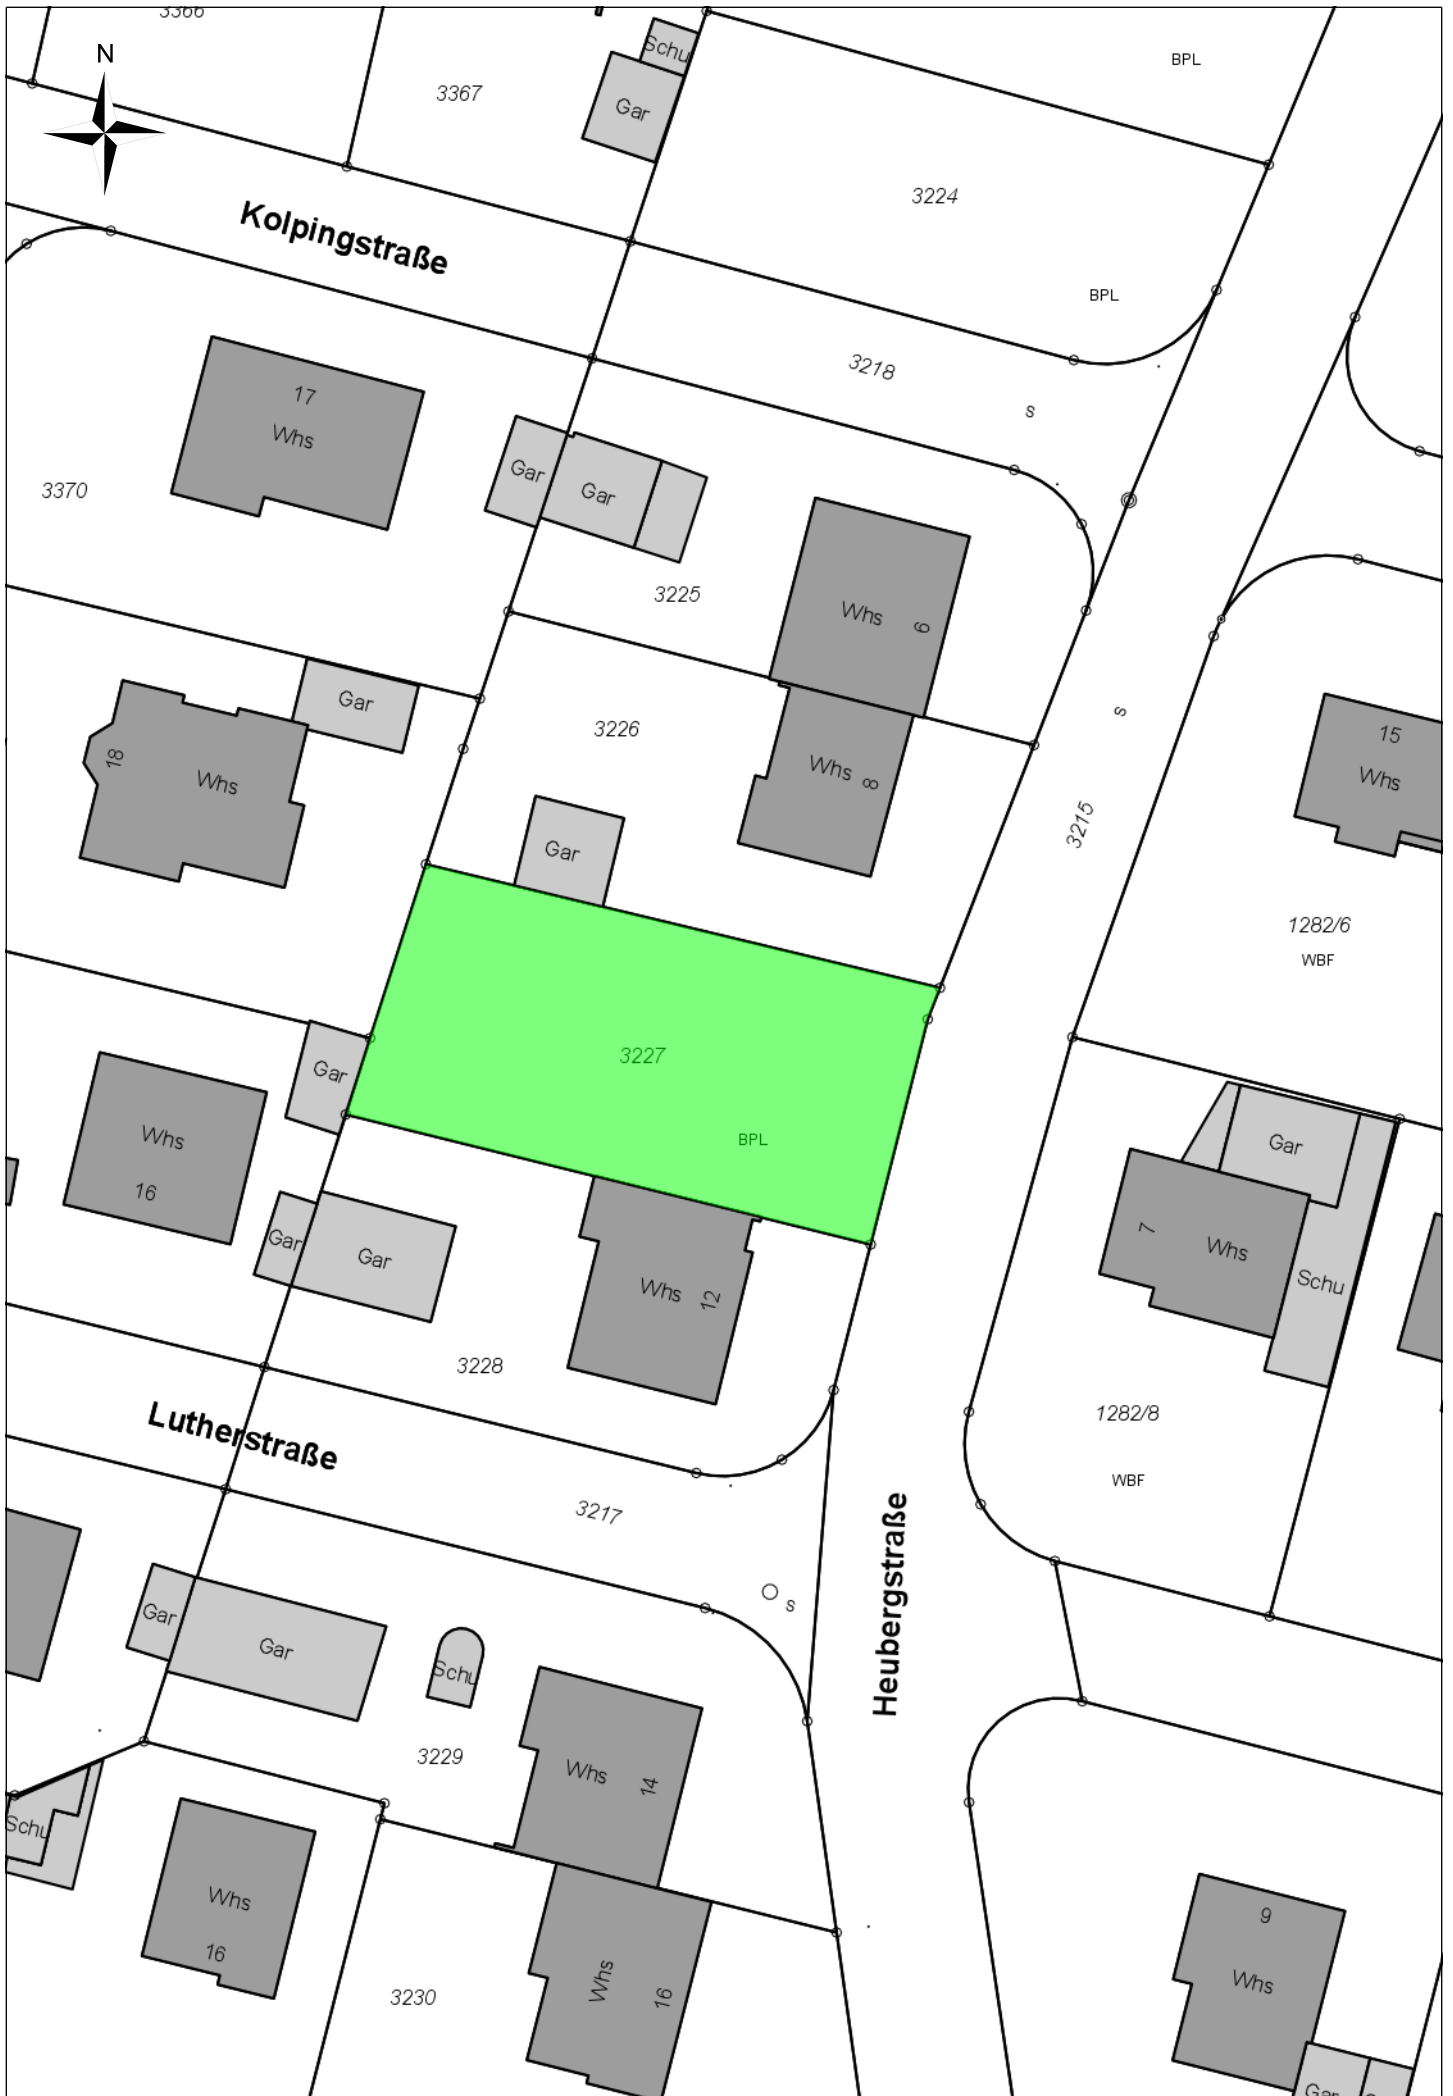 3366
N
BPL
Schu
3367
Gar
3224
Kolpingstraße
BPL
3218
17
Whs
s
3370
Gar
Gar
3225
Whs
6
Gar
3226
18
Whs
Whs
8
s
15
Whs
3215
Gar
1282/6
WBF
3227
Gar
BPL
Whs
16
Gar
7
Whs
Gar
Gar
Whs
12
Schu
3228
1282/8
Lutherstraße
WBF
3217
Heubergstraße
s
Gar
Gar
Schu
3229
Whs
14
Schu
Whs
16
9
Whs
3230
Whs
16
Gar